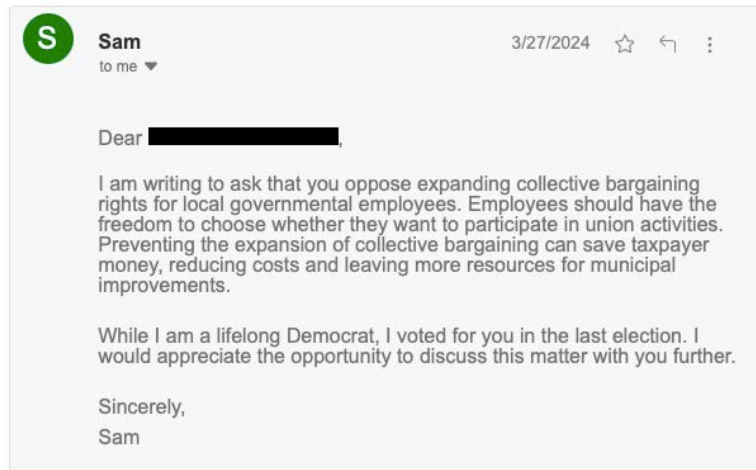 S
Sam
3/27/2024
to me
Dear ,
I am writing to ask that you oppose expanding collective bargaining
rights for local governmental employees. Employees should have the
freedom to choose whether they want to participate in union activities.
Preventing the expansion of collective bargaining can save taxpayer
money, reducing costs and leaving more resources for municipal
improvements.
While I am a lifelong Democrat, I voted for you in the last election. I
would appreciate the opportunity to discuss this matter with you further.
Sincerely,
Sam